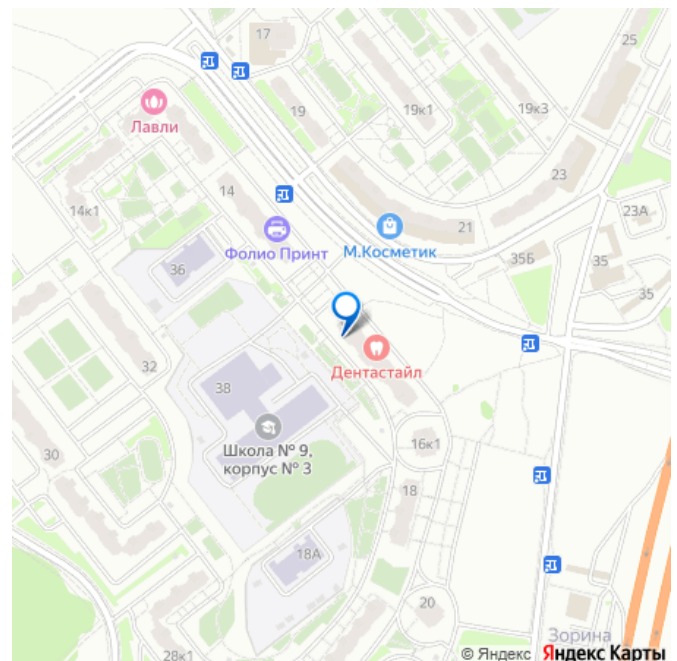 17
25
Лавли
19
19к1
19к3
14
23
14к1
Фолио Принт
21
23А
М.Косметик
35Б
35
36
35
32
Дентастайл
38
16к1
30
Школа № 9,
корпус № 3
18
18А
20
Зорина
28к1
© Яндекс Яндекс Карты